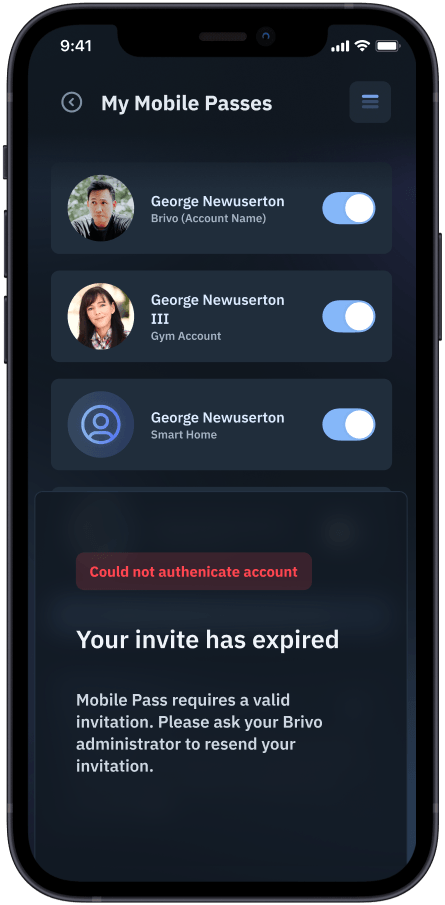 9:41
My Mobile Passes
George Newuserton
Brivo (Account Name)
George Newuserton
III
Gym Account
George Newuserton
Smart Home
Could not authenicate account
Your invite has expired
Mobile Pass requires a valid
invitation. Please ask your Brivo
administrator to resend your
invitation.